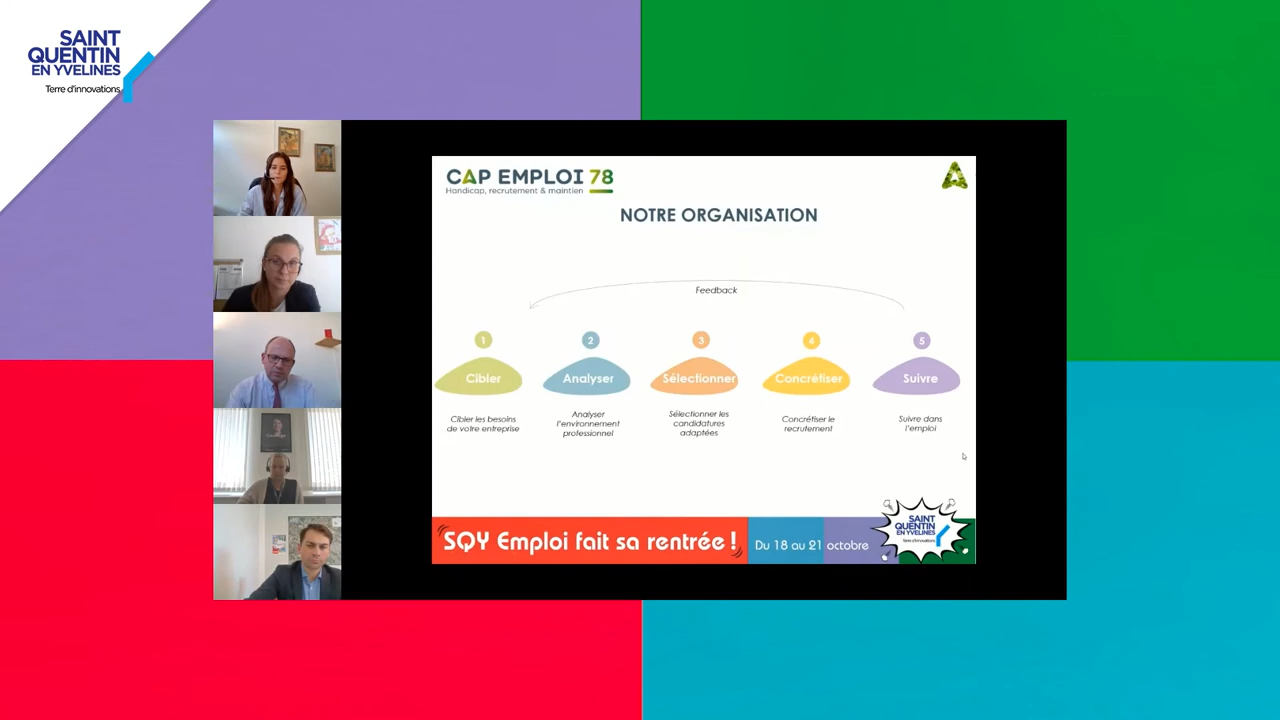 SAINT
QUENTIN
EN YVELINES
Terre d'innovations
CAP EMPLOI 78
Handicap, recrutement & maintien
NOTRE ORGANISATION
Feedback
1 2 3 4 5
Cibler Analyser Sélectionner Concrétiser Suivre
Cibler les besoins
de votre entreprise
Analyser
l'environnement
professionnel
Sélectionner les
candidatures
adaptées
Concrétiser le
recrutement
Suivre dans
l'emploi
SQY Emploi fait sa rentrée !
Du 18 au 21 octobre
SAINT
QUENTIN
EN YVELINES
Terre d'innovations